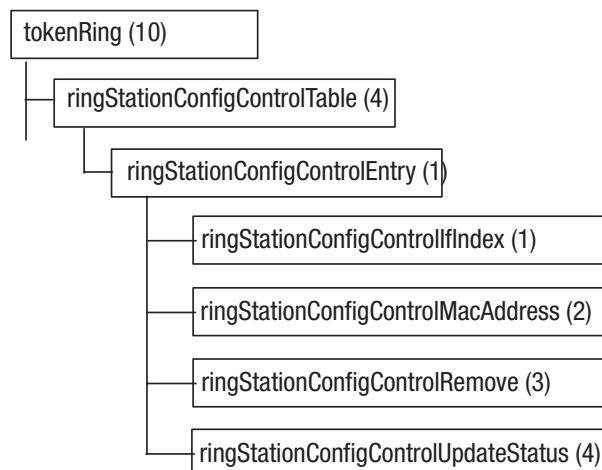 tokenRing (10)
ringStationConfigControlTable (4)
ringStationConfigControlEntry (1)
ringStationConfigControlIfIndex (1)
ringStationConfigControlMacAddress (2)
ringStationConfigControlRemove (3)
ringStationConfigControlUpdateStatus (4)